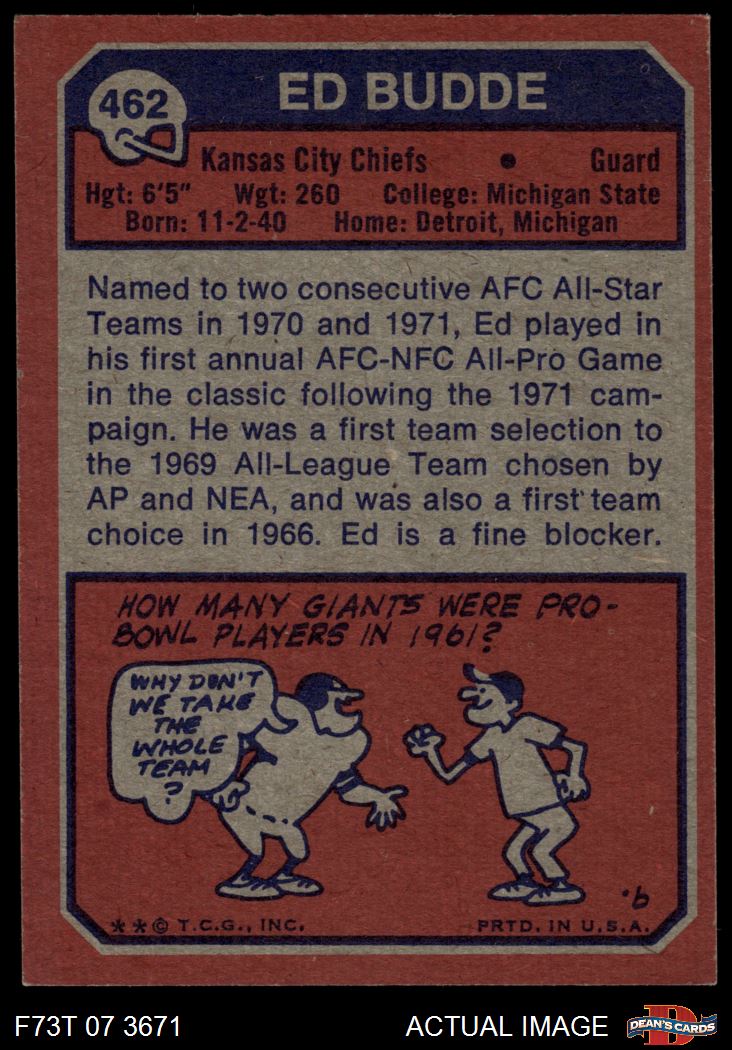 462
ED BUDDE
Kansas City Chiefs • Guard
Hgt: 6'5" Wgt: 260 College: Michigan State
Born: 11-2-40 Home: Detroit, Michigan
Named to two consecutive AFC All-Star
Teams in 1970 and 1971, Ed played in
his first annual AFC-NFC All-Pro Game
in the classic following the 1971 cam-
paign. He was a first team selection to
the 1969 All-League Team chosen by
AP and NEA, and was also a first team
choice in 1966. Ed is a fine blocker.
HOW MANY GIANTS WERE PRO-
BOWL PLAYERS IN 1961?
WHY DON'T
WE TAKE
THE
WHOLE
TEAM
?
**© T.C.G., INC. PRTD. IN U.S.A.
F73T 07 3671 ACTUAL IMAGE
D
DEAN'S CARDS